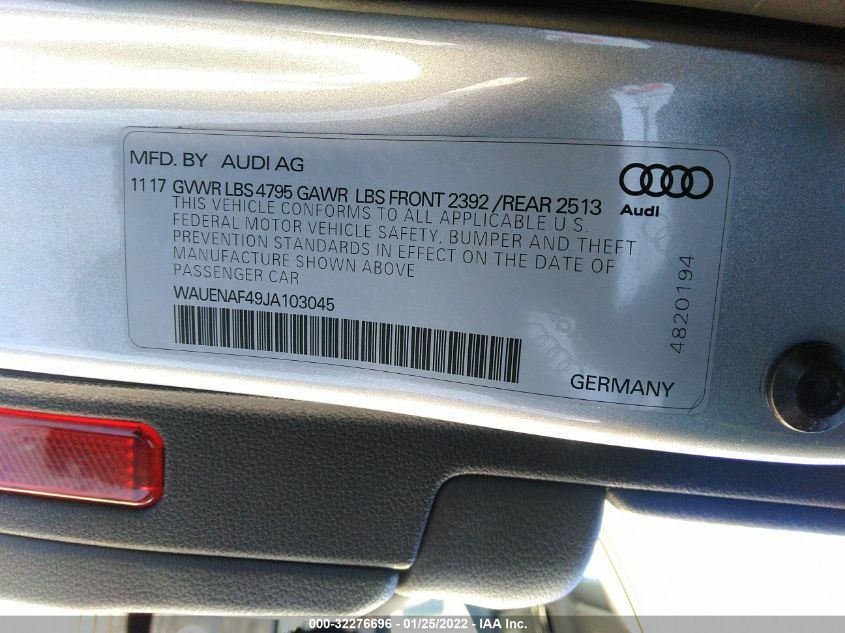 MFD. BY AUDI AG
11 17 GVWR LBS 4795 GAWR LBS FRONT 2392 /REAR 2513
THIS VEHICLE CONFORMS TO ALL APPLICABLE U.S.
FEDERAL MOTOR VEHICLE SAFETY, BUMPER AND THEFT
PREVENTION STANDARDS IN EFFECT ON THE DATE OF
MANUFACTURE SHOWN ABOVE
PASSENGER CAR
WAUENAF49JA103045
Audi
4820194
GERMANY
000-32276696 - 01/25/2022 - IAA Inc.